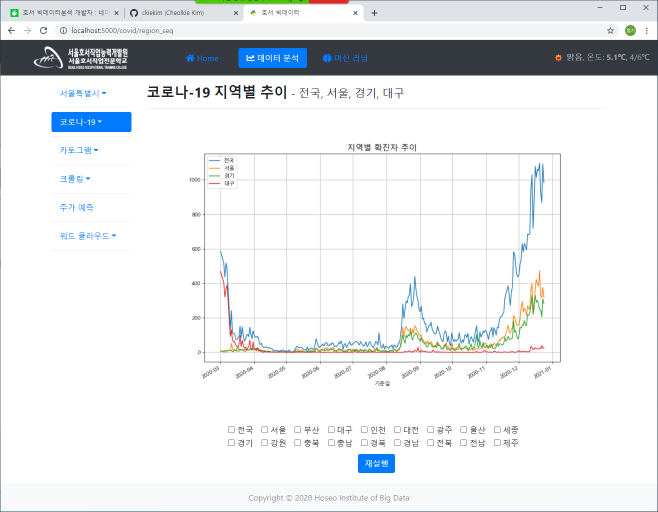 호서 빅데이터분석 개발자 : 네이
ckiekim (Cheolkie Kim)
호서 빅데이터
localhost:5000/covid/region_seq
서울호서직업능력개발원
서울호서직업전문학교
Home
데이터 분석
머신 러닝
맑음, 온도: 5.1℃, 4/6℃
서울특별시
코로나-19
카토그램
크롤링
주가 예측
워드 클라우드
코로나-19 지역별 추이 - 전국, 서울, 경기, 대구
지역별 확진자 추이
전국
서울
경기
대구
1000
800
600
400
200
0
2020-03 2020-04 2020-05 2020-06 2020-07 2020-08 2020-09 2020-10 2020-11 2020-12 2021-01
기준일
전국 서울 부산 대구 인천 대전 광주 울산 세종
경기 강원 충북 충남 경북 경남 전북 전남 제주
재실행
Copyright © 2020 Hoseo Institute of Big Data